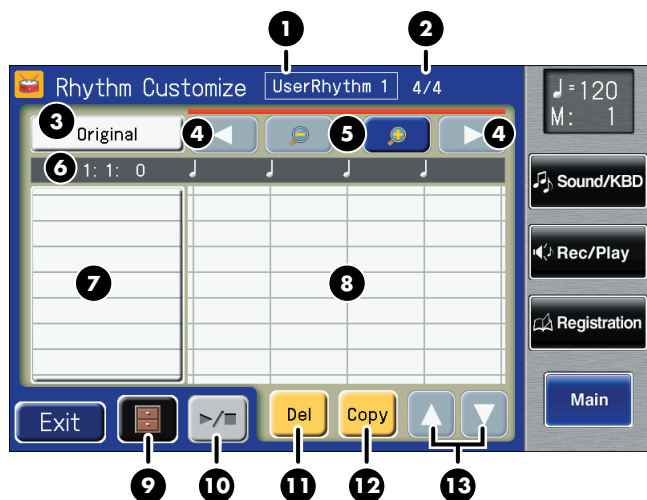 1 2
Rhythm Customize UserRhythm 1 4/4
♩=120
M: 1
3 Original 4 5 4
6 1: 1: 0
Sound/KBD
7 8
Rec/Play
Registration
Exit Del Copy Main
9 10 11 12 13